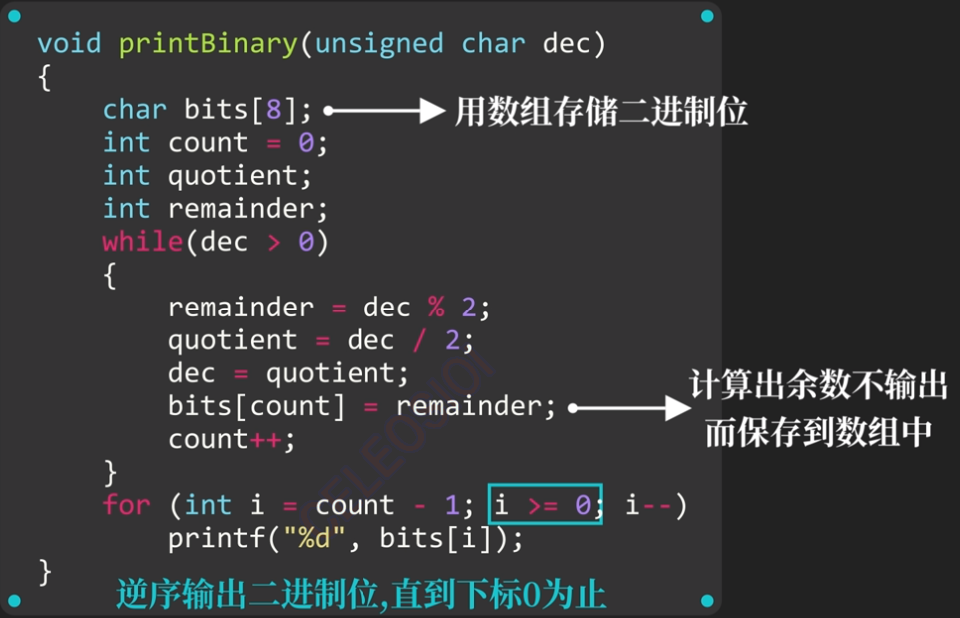 void printBinary(unsigned char dec)
{
char bits[8]; 用数组存储二进制位
int count = 0;
int quotient;
int remainder;
while(dec > 0)
{
remainder = dec % 2;
quotient = dec / 2;
dec = quotient;
bits[count] = remainder;
计算出余数不输出
而保存到数组中
count++;
}
for (int i = count - 1; i >= 0; i--)
printf("%d", bits[i]);
}
逆序输出二进制位,直到下标0为止